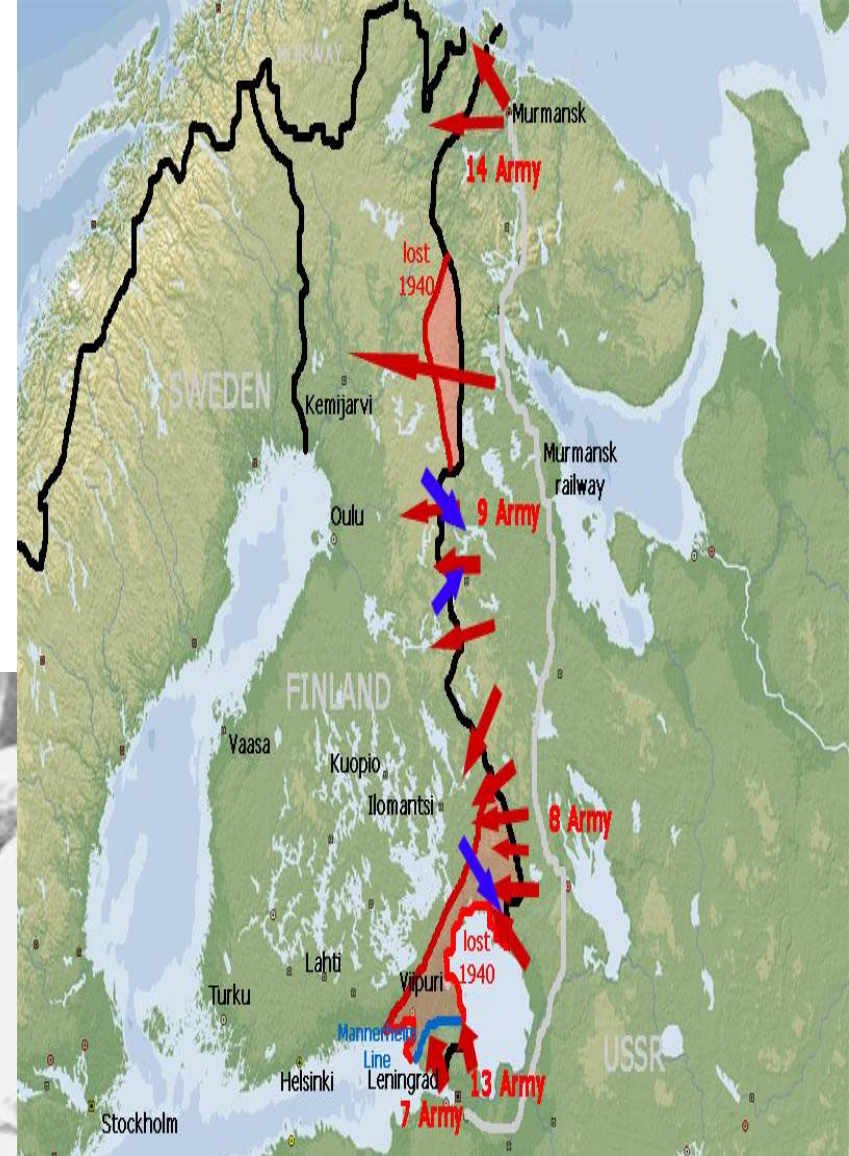 NORWAY
Murmansk
14 Army
lost
1940
SWEDEN
Kemijarvi
Murmansk
railway
Oulu
9 Army
FINLAND
Vaasa
Kuopio
Ilomantsi
8 Army
lost
1940
Lahti
Viipuri
Turku
Mannerheim
Line
USSR
Helsinki
Leningrad
13 Army
7 Army
Stockholm